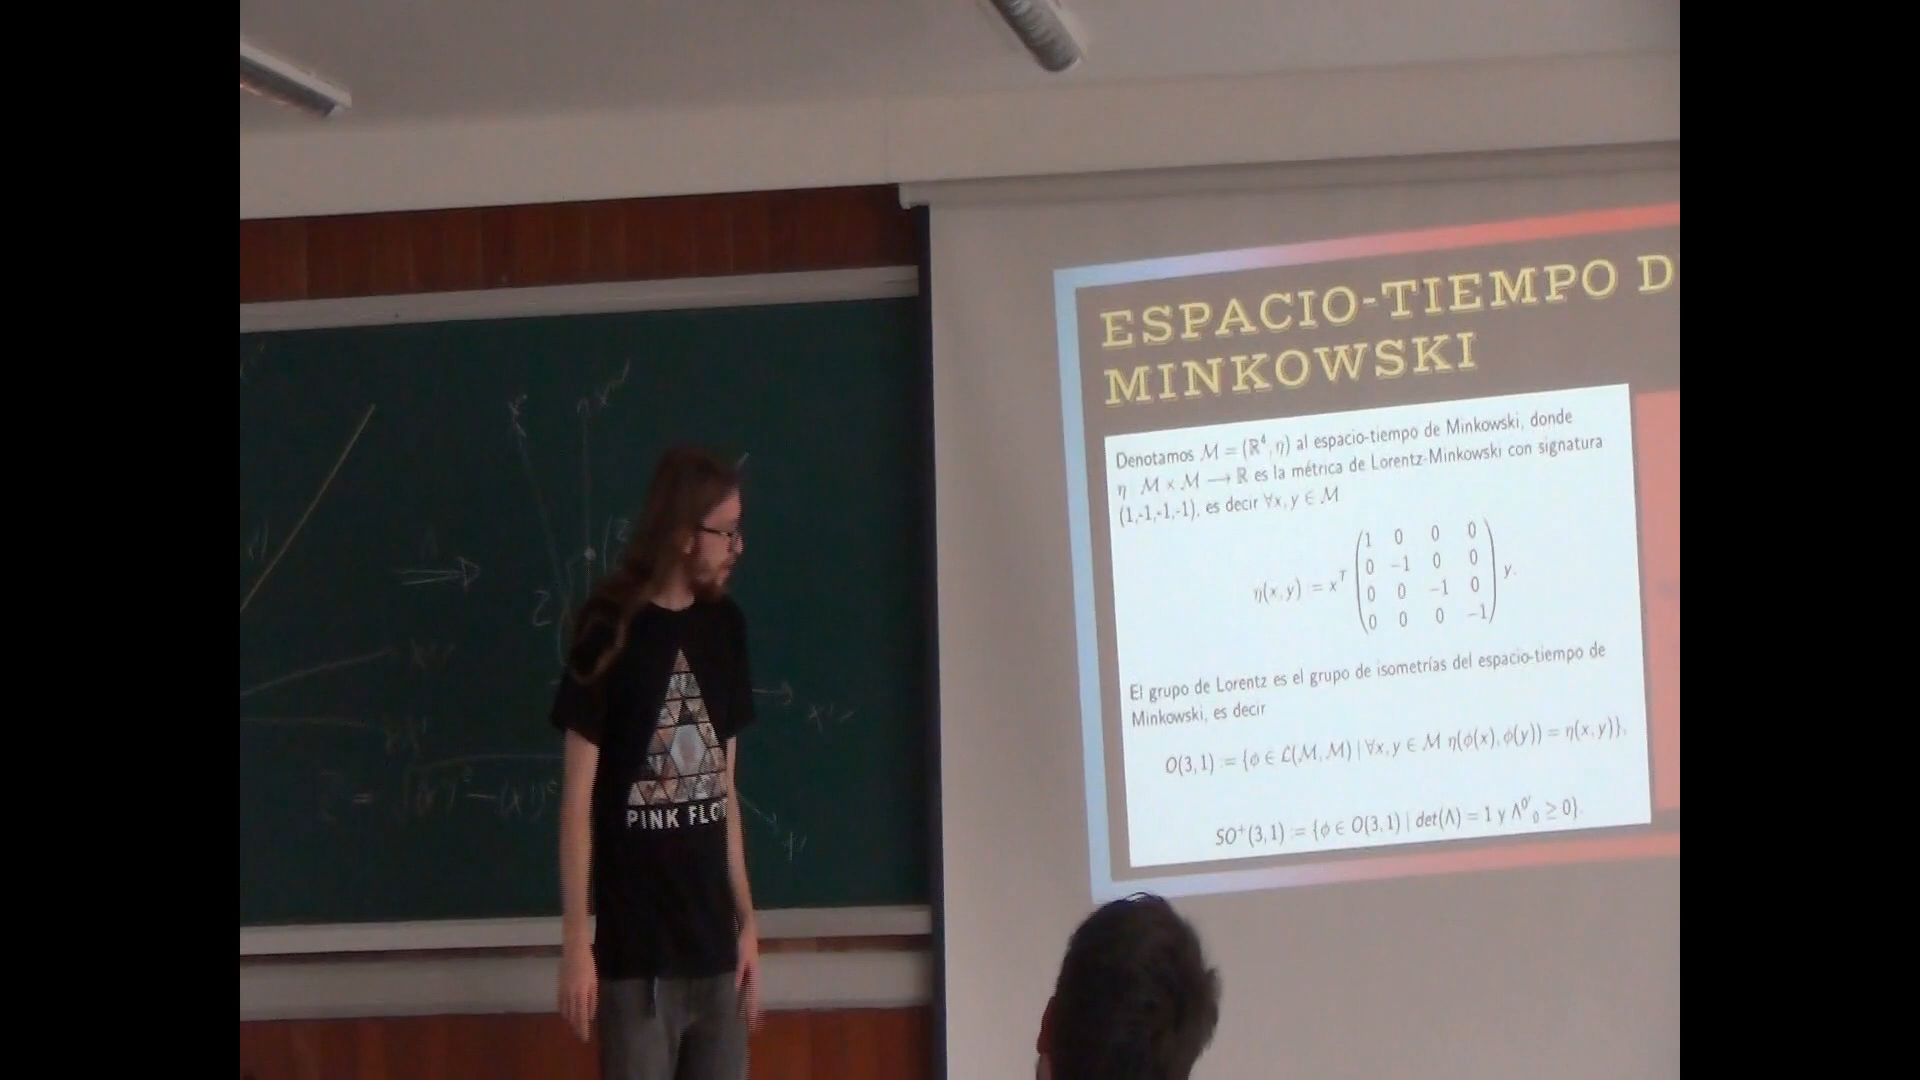 ESPACIO-TIEMPO D
MINKOWSKI
Denotamos M = (ℝ⁴, η) al espacio-tiempo de Minkowski, donde
η M × M ⟶ ℝ es la métrica de Lorentz-Minkowski con signatura
(1,-1,-1,-1), es decir ∀x, y ∈ M
η(x, y) := xᵀ
1 0 0 0
0 -1 0 0
0 0 -1 0
0 0 0 -1
y.
El grupo de Lorentz es el grupo de isometrías del espacio-tiempo de
Minkowski, es decir
O(3, 1) := {φ ∈ ℒ(M, M) | ∀x, y ∈ M η(φ(x), φ(y)) = η(x, y)},
SO⁺(3, 1) := {φ ∈ O(3, 1) | det(Λ) = 1 y Λ⁰'₀ ≥ 0}.
PINK FLO